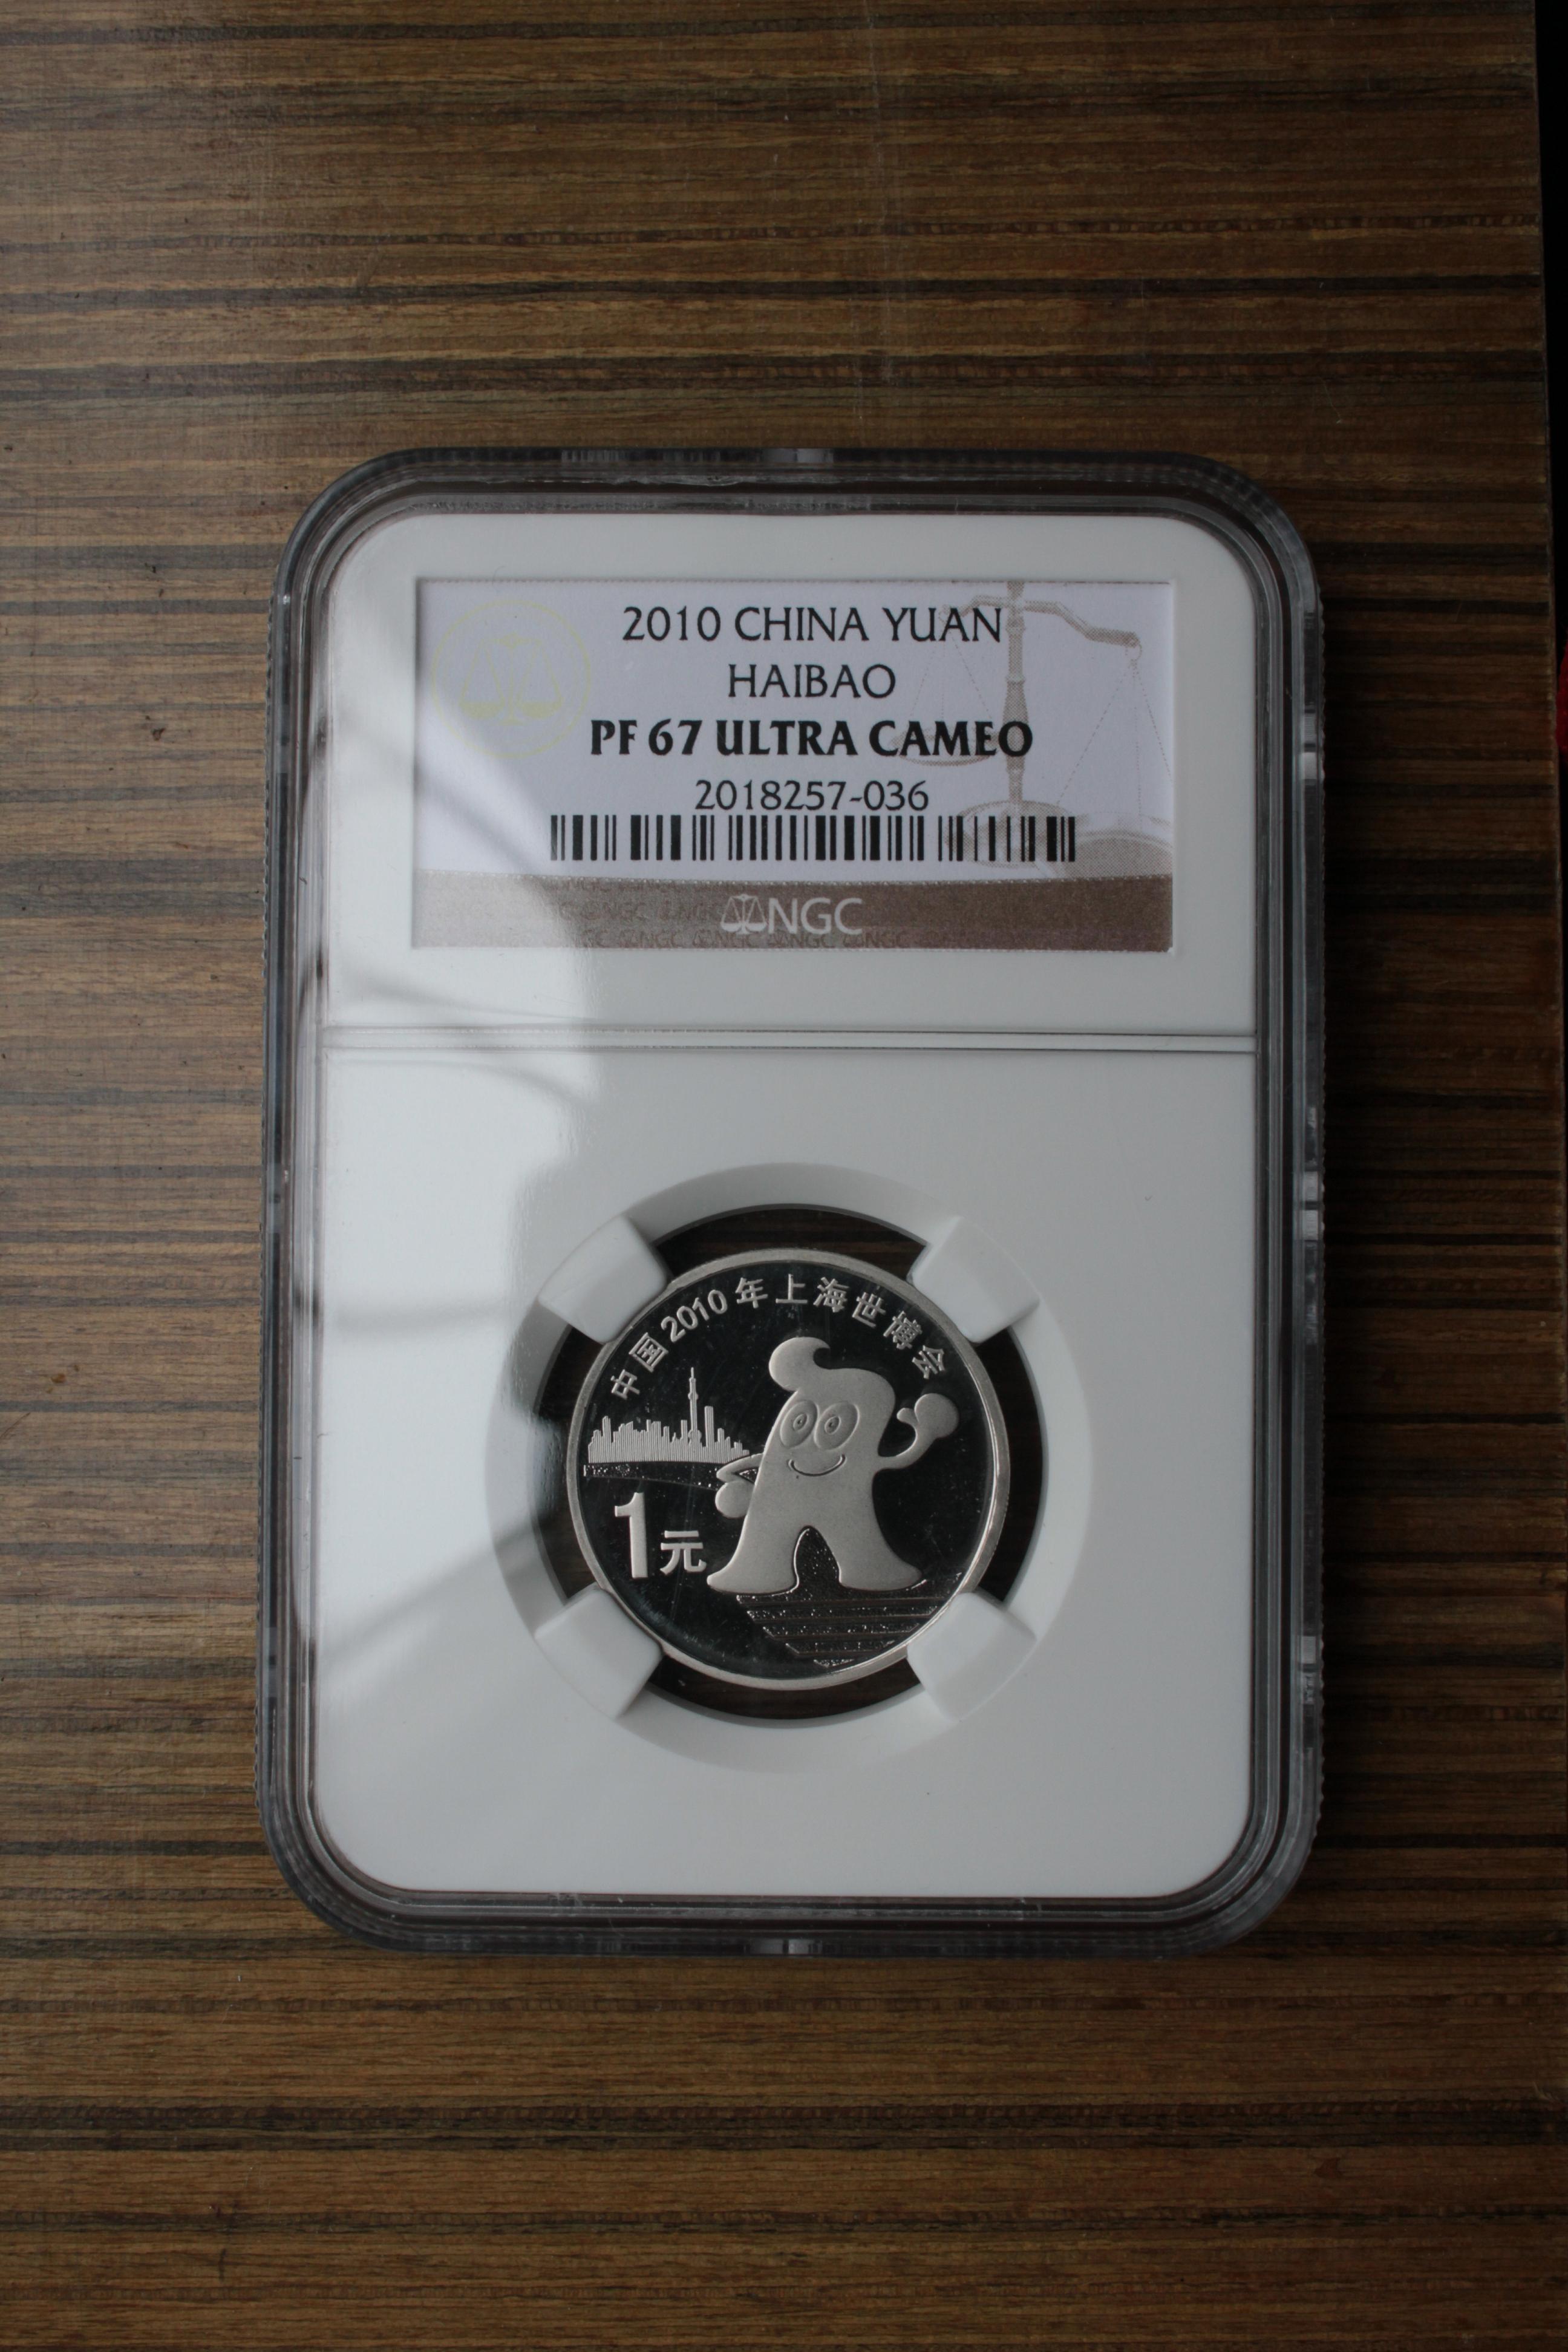 2010 CHINA YUAN
HAIBAO
PF 67 ULTRA CAMEO
2018257-036
NGC
中国2010年上海世博会
1元